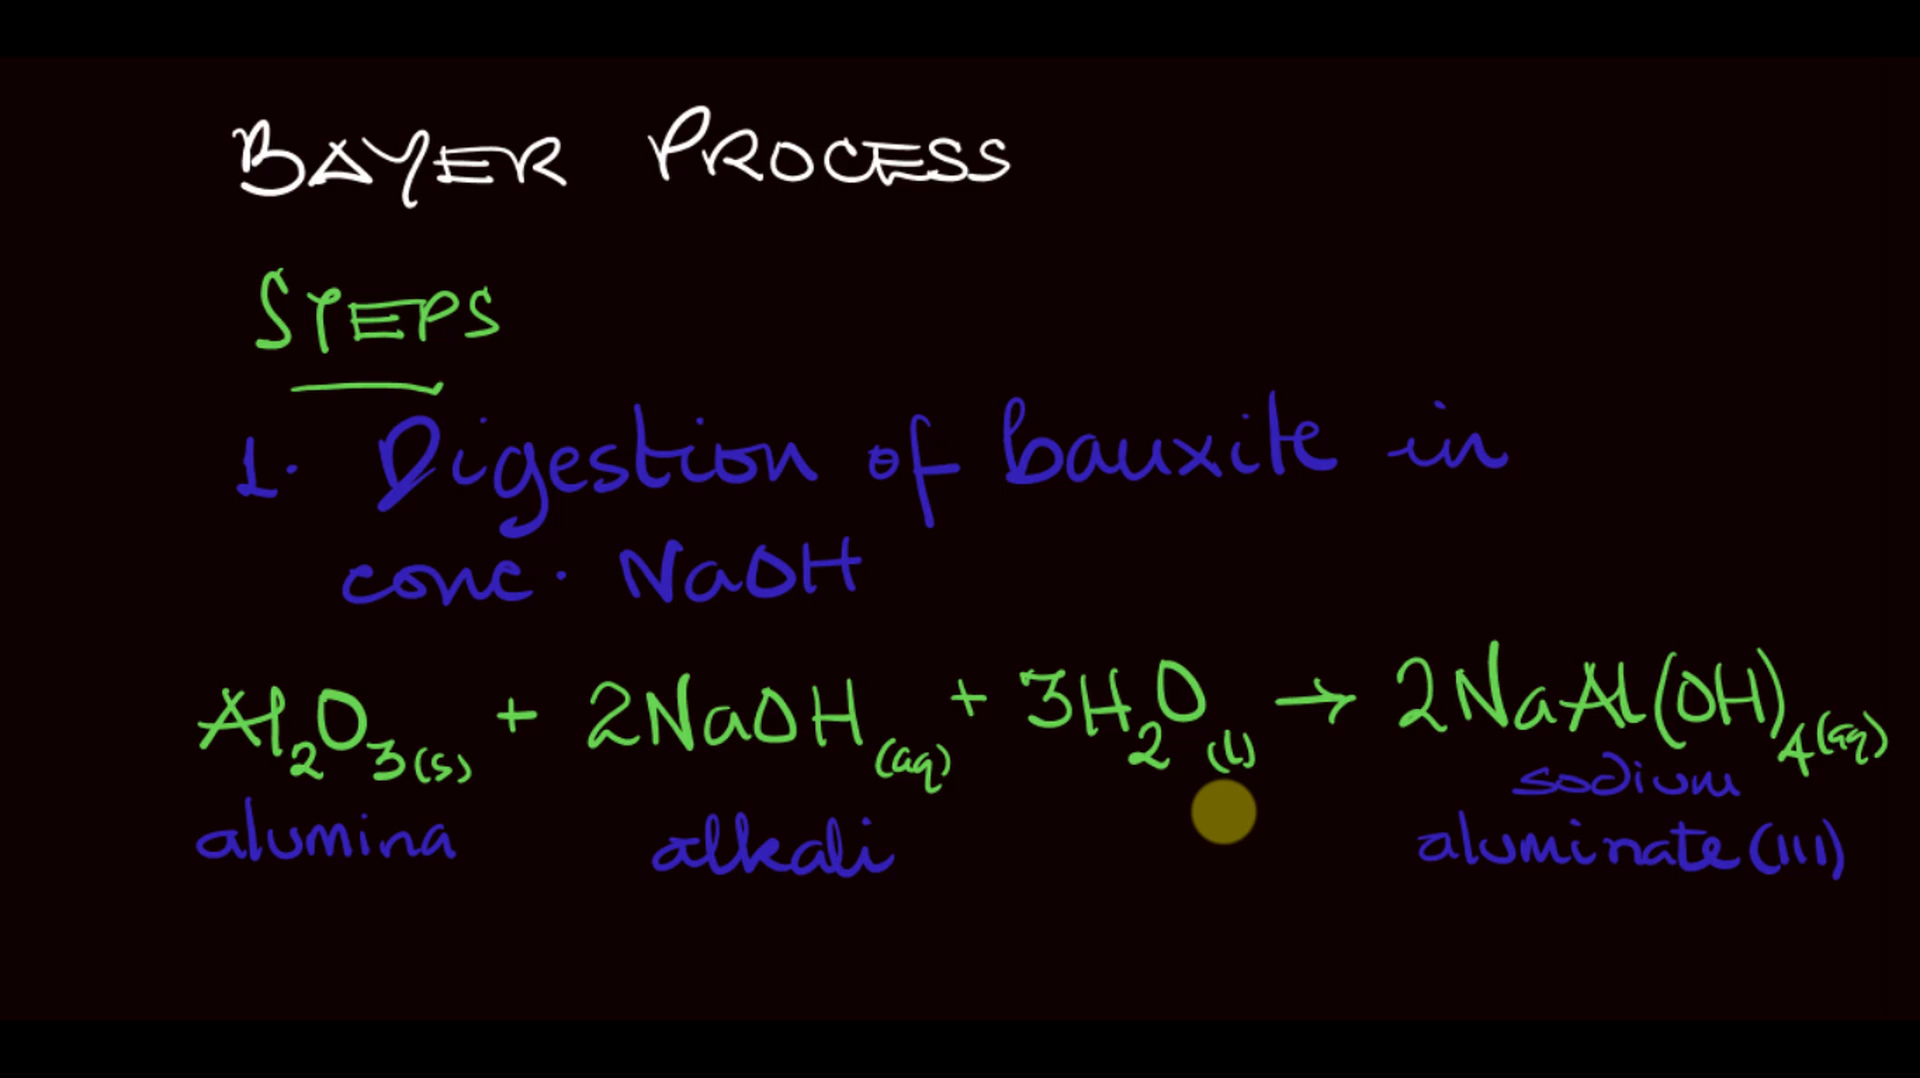 BAYER PROCESS
STEPS
1. Digestion of bauxite in
conc. NaOH
Al₂O₃(s) + 2NaOH(aq) + 3H₂O(l) → 2NaAl(OH)₄(aq)
alumina alkali sodium
aluminate (III)